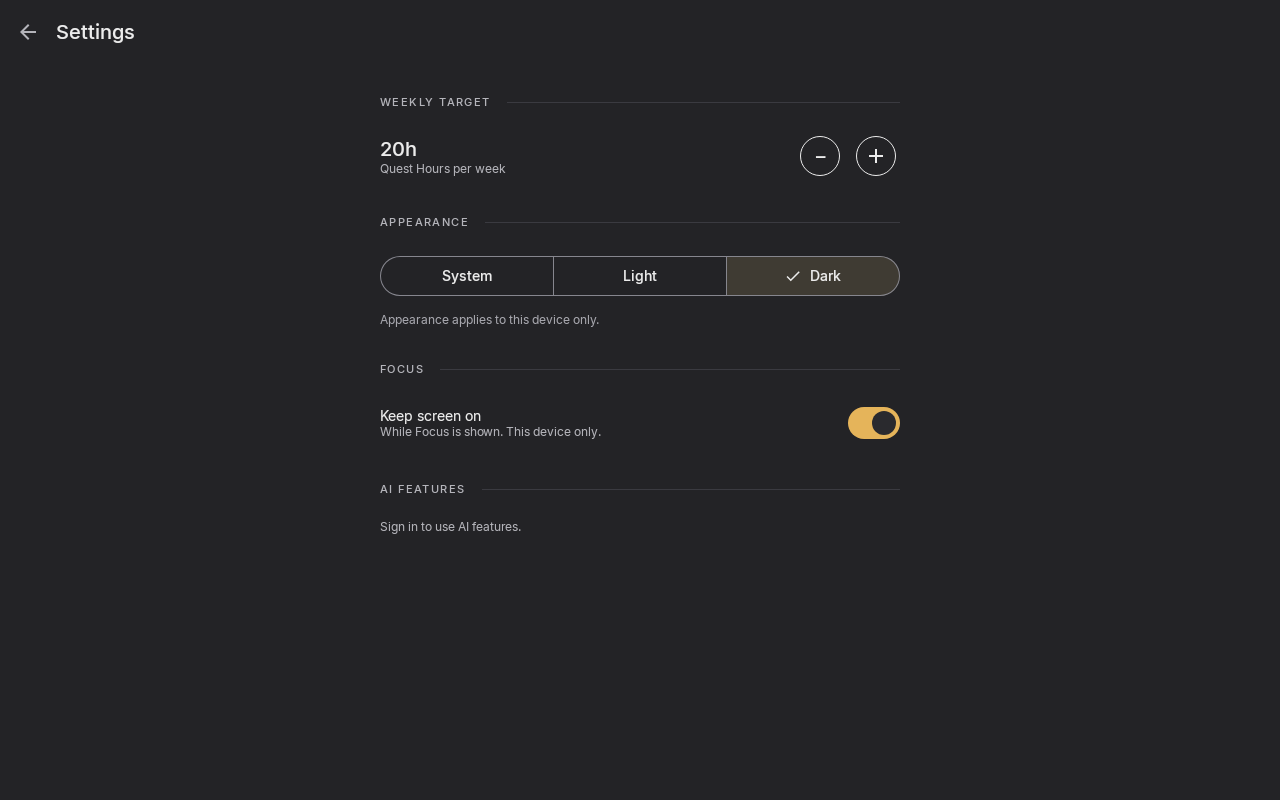 Settings
WEEKLY TARGET
20h
Quest Hours per week
APPEARANCE
System
Light
Dark
Appearance applies to this device only.
FOCUS
Keep screen on
While Focus is shown. This device only.
AI FEATURES
Sign in to use AI features.